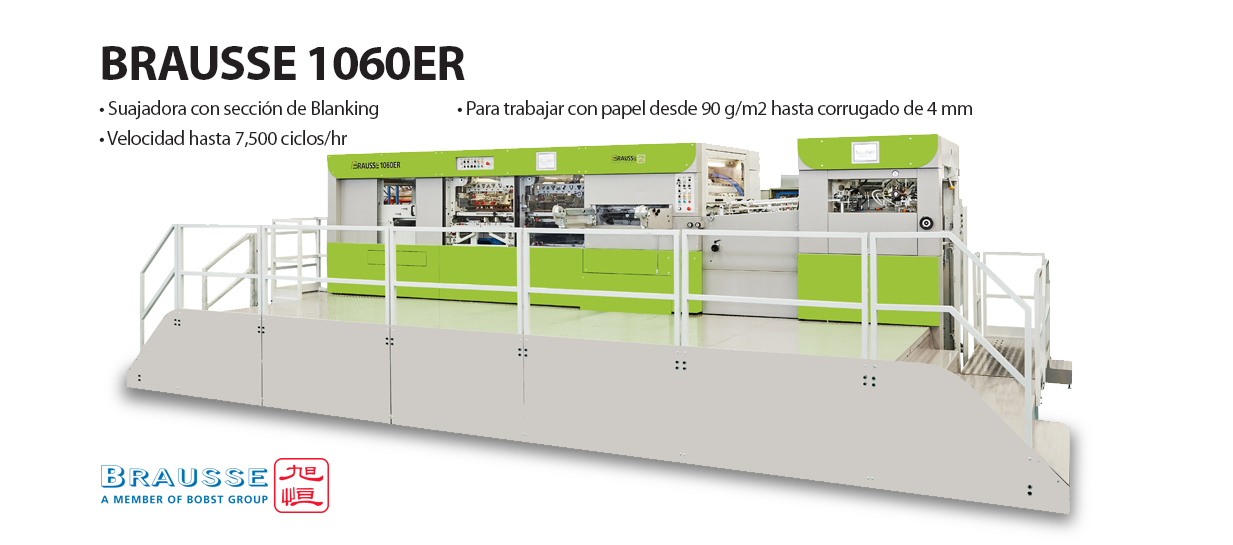 BRAUSSE 1060ER
• Suajadora con sección de Blanking
• Para trabajar con papel desde 90 g/m2 hasta corrugado de 4 mm
• Velocidad hasta 7,500 ciclos/hr
BRAUSSE 1060ER
BRAUSSE
BRAUSSE
A MEMBER OF BOBST GROUP
旭
恒